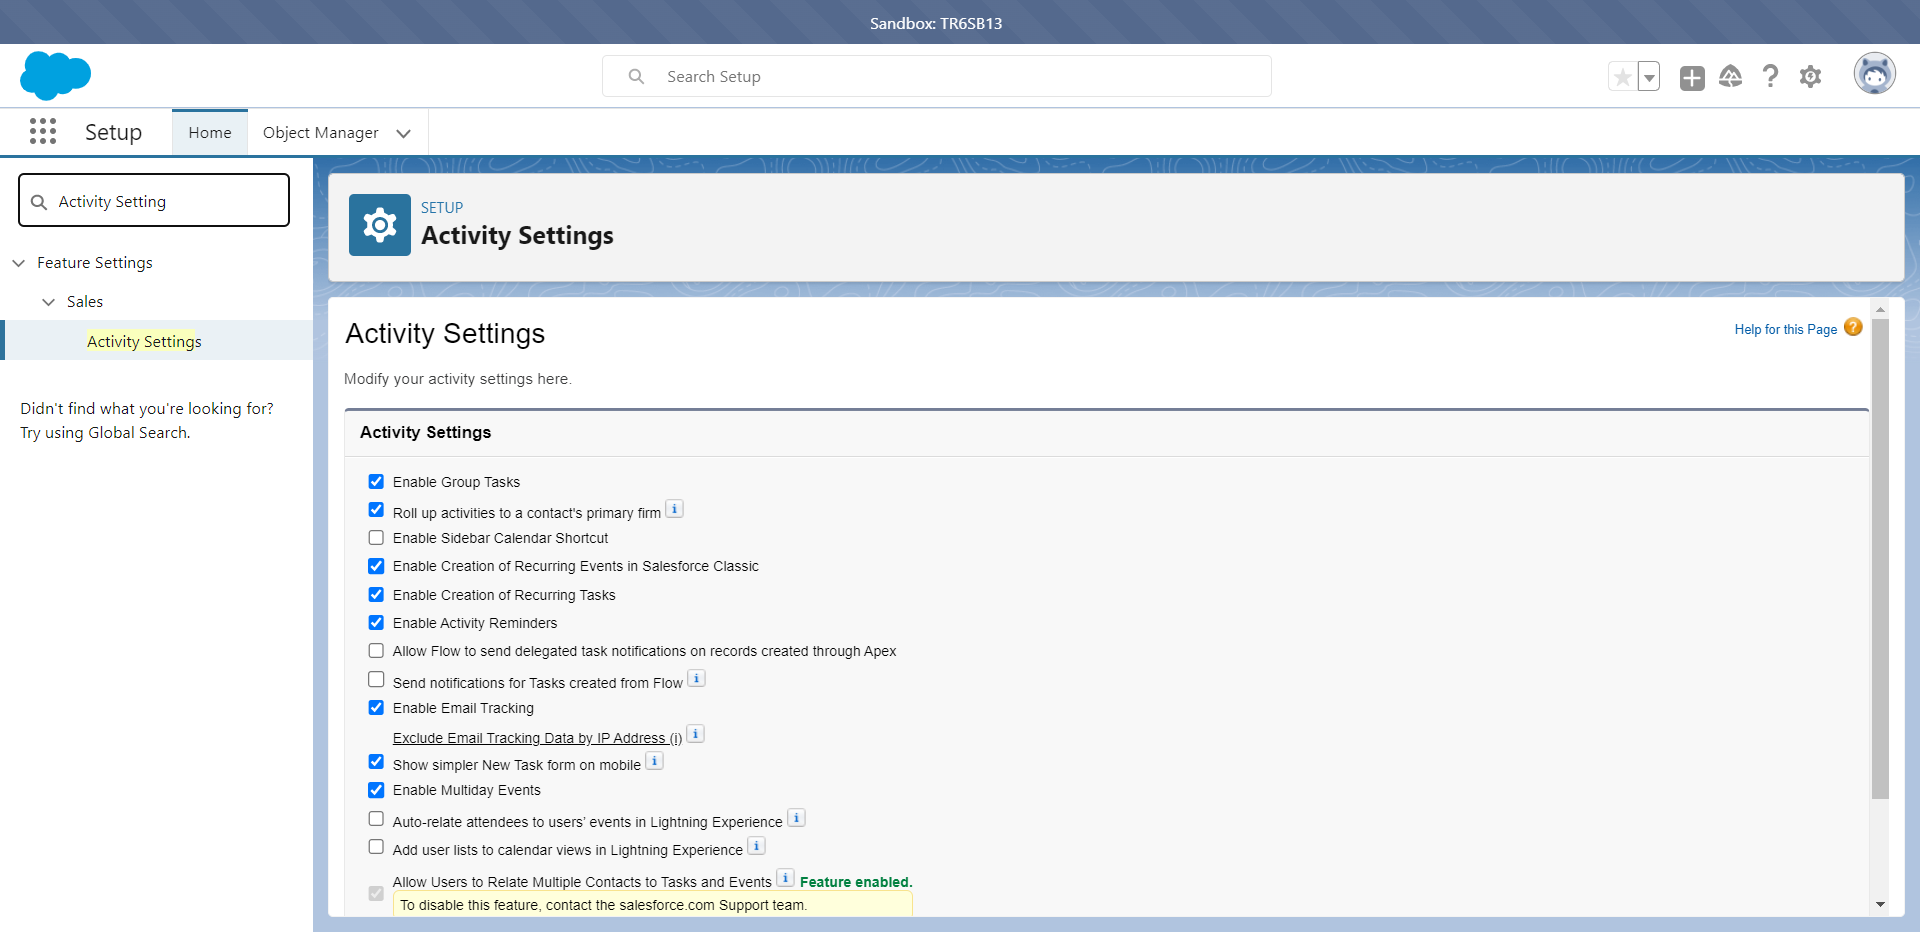 Sandbox: TR6SB13
Search Setup
Setup
Home
Object Manager
Activity Setting
Feature Settings
Sales
Activity Settings
Didn't find what you're looking for?
Try using Global Search.
SETUP
Activity Settings
Activity Settings
Help for this Page ?
Modify your activity settings here.
Activity Settings
Enable Group Tasks
Roll up activities to a contact's primary firm i
Enable Sidebar Calendar Shortcut
Enable Creation of Recurring Events in Salesforce Classic
Enable Creation of Recurring Tasks
Enable Activity Reminders
Allow Flow to send delegated task notifications on records created through Apex
Send notifications for Tasks created from Flow i
Enable Email Tracking
Exclude Email Tracking Data by IP Address (i) i
Show simpler New Task form on mobile i
Enable Multiday Events
Auto-relate attendees to users’ events in Lightning Experience i
Add user lists to calendar views in Lightning Experience i
Allow Users to Relate Multiple Contacts to Tasks and Events i Feature enabled.
To disable this feature, contact the salesforce.com Support team.